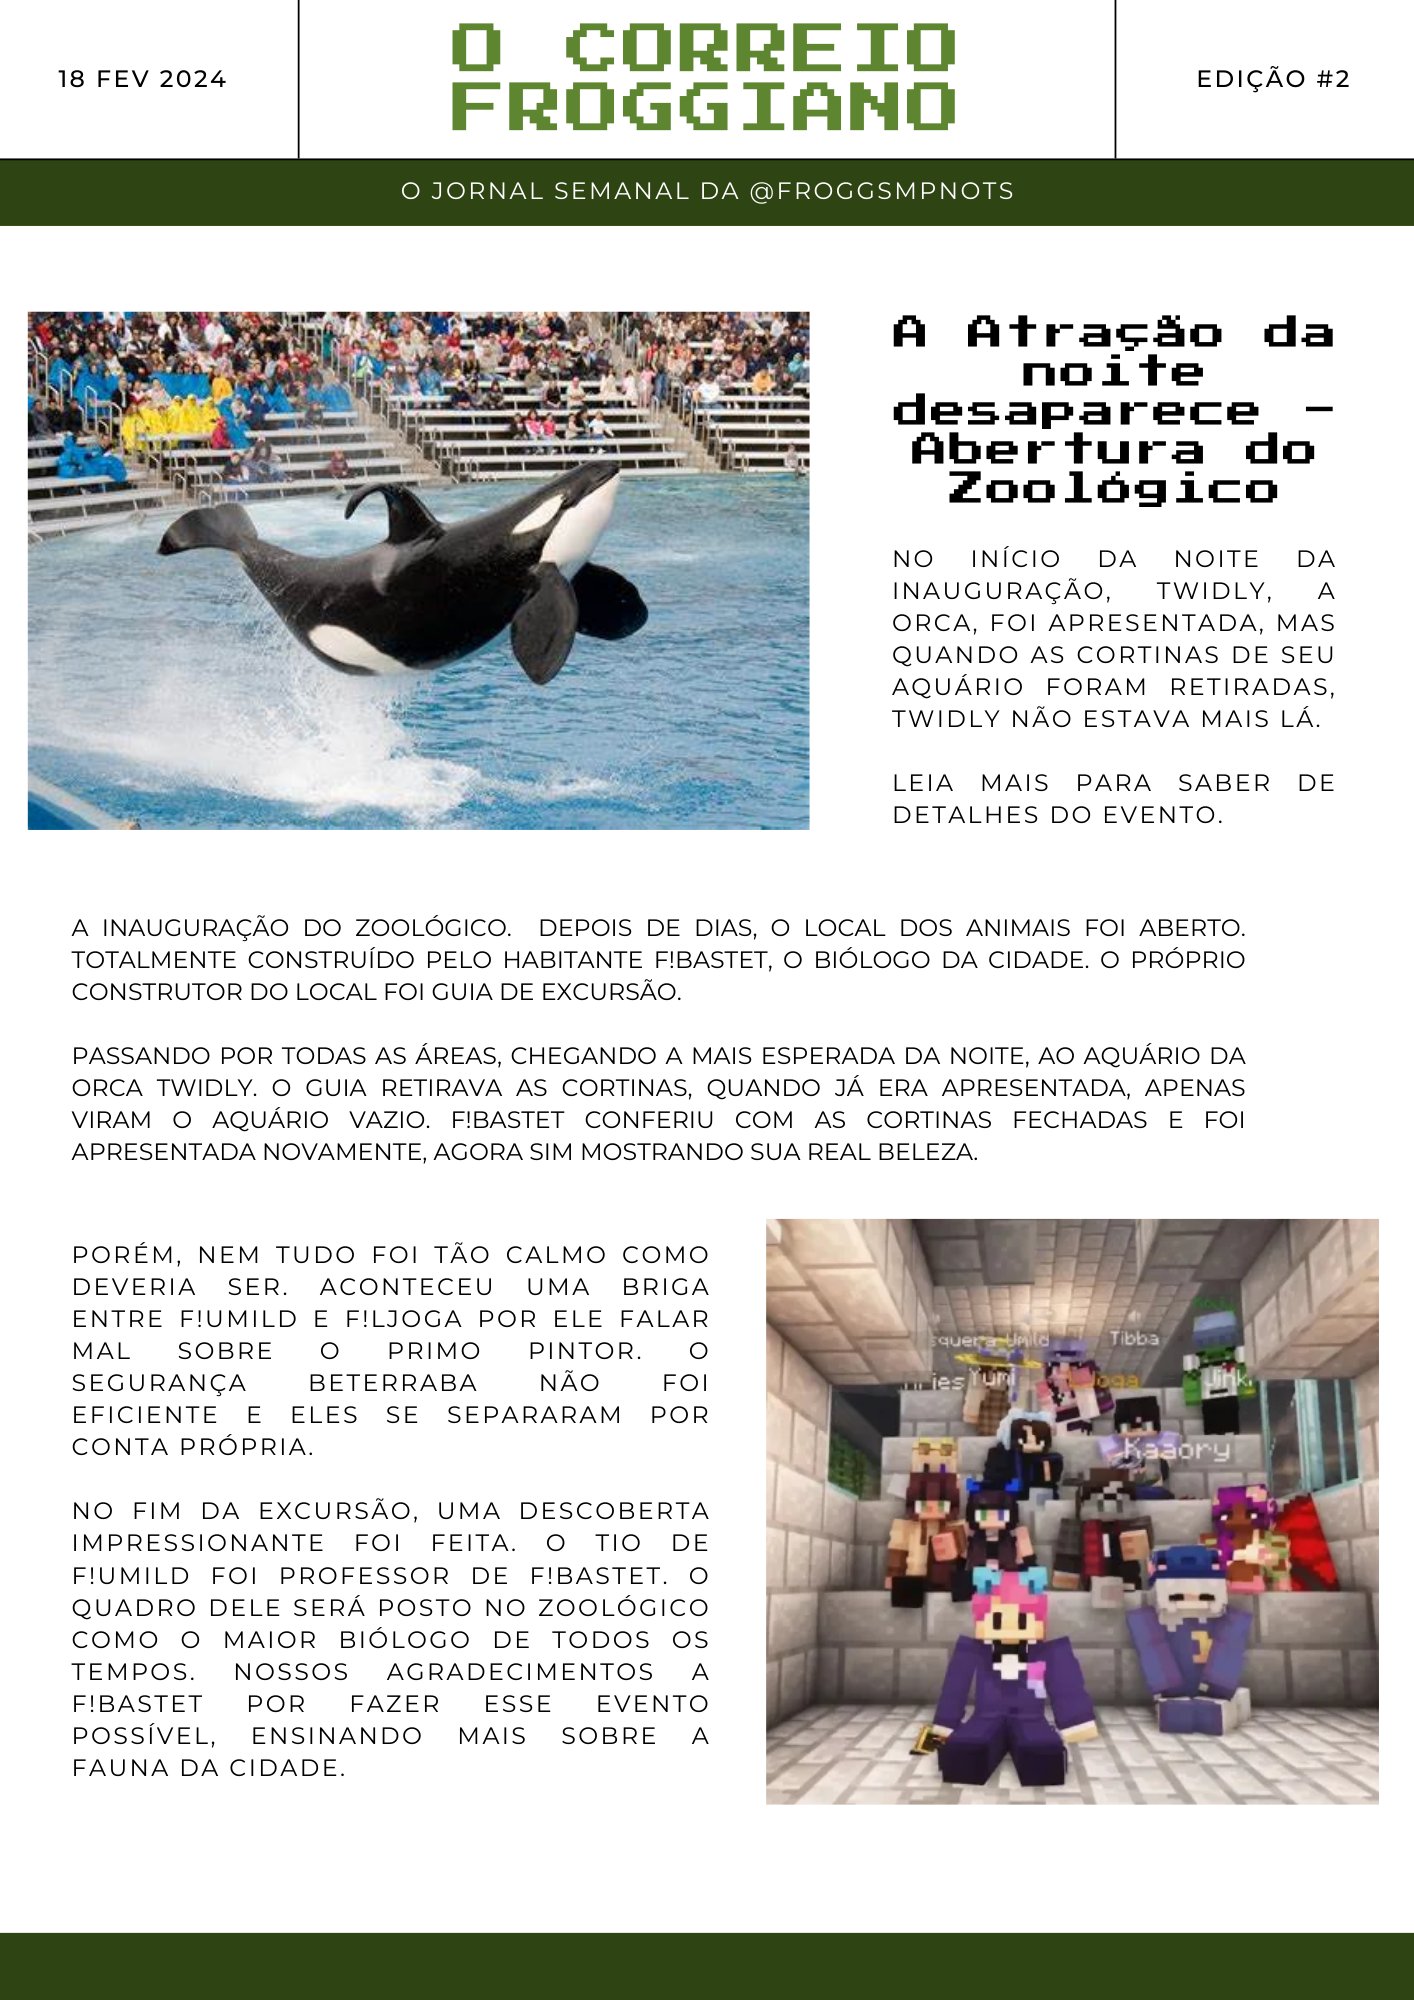 18 FEV 2024
O CORREIO
FROGGIANO
EDIÇÃO #2
O JORNAL SEMANAL DA @FROGGSMPNOTS
A Atração da
noite
desaparece -
Abertura do
Zoológico
NO INÍCIO DA NOITE DA
INAUGURAÇÃO, TWIDLY, A
ORCA, FOI APRESENTADA, MAS
QUANDO AS CORTINAS DE SEU
AQUÁRIO FORAM RETIRADAS,
TWIDLY NÃO ESTAVA MAIS LÁ.
LEIA MAIS PARA SABER DE
DETALHES DO EVENTO.
A INAUGURAÇÃO DO ZOOLÓGICO. DEPOIS DE DIAS, O LOCAL DOS ANIMAIS FOI ABERTO.
TOTALMENTE CONSTRUÍDO PELO HABITANTE F!BASTET, O BIÓLOGO DA CIDADE. O PRÓPRIO
CONSTRUTOR DO LOCAL FOI GUIA DE EXCURSÃO.
PASSANDO POR TODAS AS ÁREAS, CHEGANDO A MAIS ESPERADA DA NOITE, AO AQUÁRIO DA
ORCA TWIDLY. O GUIA RETIRAVA AS CORTINAS, QUANDO JÁ ERA APRESENTADA, APENAS
VIRAM O AQUÁRIO VAZIO. F!BASTET CONFERIU COM AS CORTINAS FECHADAS E FOI
APRESENTADA NOVAMENTE, AGORA SIM MOSTRANDO SUA REAL BELEZA.
PORÉM, NEM TUDO FOI TÃO CALMO COMO
DEVERIA SER. ACONTECEU UMA BRIGA
ENTRE F!UMILD E F!LJOGA POR ELE FALAR
MAL SOBRE O PRIMO PINTOR. O
SEGURANÇA BETERRABA NÃO FOI
EFICIENTE E ELES SE SEPARARAM POR
CONTA PRÓPRIA.
NO FIM DA EXCURSÃO, UMA DESCOBERTA
IMPRESSIONANTE FOI FEITA. O TIO DE
F!UMILD FOI PROFESSOR DE F!BASTET. O
QUADRO DELE SERÁ POSTO NO ZOOLÓGICO
COMO O MAIOR BIÓLOGO DE TODOS OS
TEMPOS. NOSSOS AGRADECIMENTOS A
F!BASTET POR FAZER ESSE EVENTO
POSSÍVEL, ENSINANDO MAIS SOBRE A
FAUNA DA CIDADE.
Umild Tibba
Yumi
Kaaory